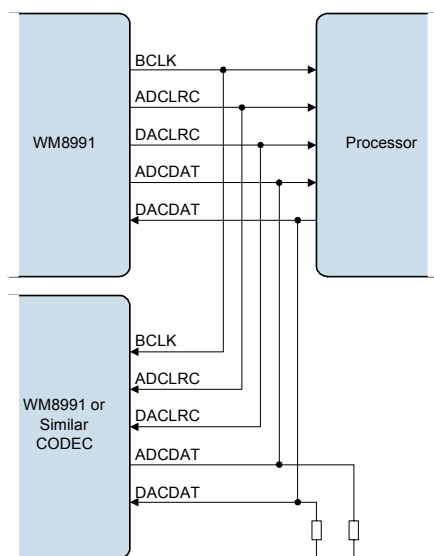 WM8991
BCLK
ADCLRC
DACLRC
ADCDAT
DACDAT
Processor
WM8991 or
Similar
CODEC
BCLK
ADCLRC
DACLRC
ADCDAT
DACDAT